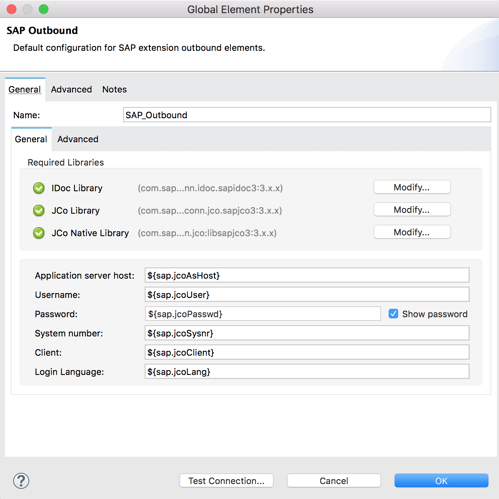 Global Element Properties
SAP Outbound
Default configuration for SAP extension outbound elements.
General Advanced Notes
Name: SAP_Outbound
General Advanced
Required Libraries
IDoc Library (com.sap...nn.idoc.sapidoc3:3.x.x) Modify...
JCo Library (com.sap...conn.jco.sapjco3:3.x.x) Modify...
JCo Native Library (com.sap...n.jco:libsapjco3:3.x.x) Modify...
Application server host: ${sap.jcoAsHost}
Username: ${sap.jcoUser}
Password: ${sap.jcoPasswd} Show password
System number: ${sap.jcoSysnr}
Client: ${sap.jcoClient}
Login Language: ${sap.jcoLang}
? Test Connection... Cancel OK